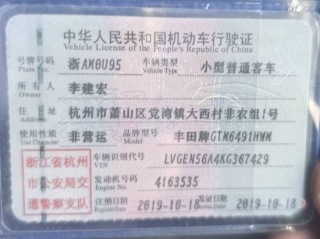 中华人民共和国机动车行驶证
Vehicle License of the People's Republic of China
号牌号码 浙AM0U95 车辆类型 小型普通客车
Plate No. Vehicle Type
所有人 李建宏
Owner
住址 杭州市萧山区党湾镇大西村非农组1号
Address
使用性质 非营运 品牌型号 丰田牌GTM6491HWM
Use Character Model
浙江省杭州市公安局交通警察支队
车辆识别代号 LVGEN56A4KG367429
VIN
发动机号码 4163535
Engine No.
注册日期 2019-10-18 发证日期 2019-10-18
Register Date Issue Date